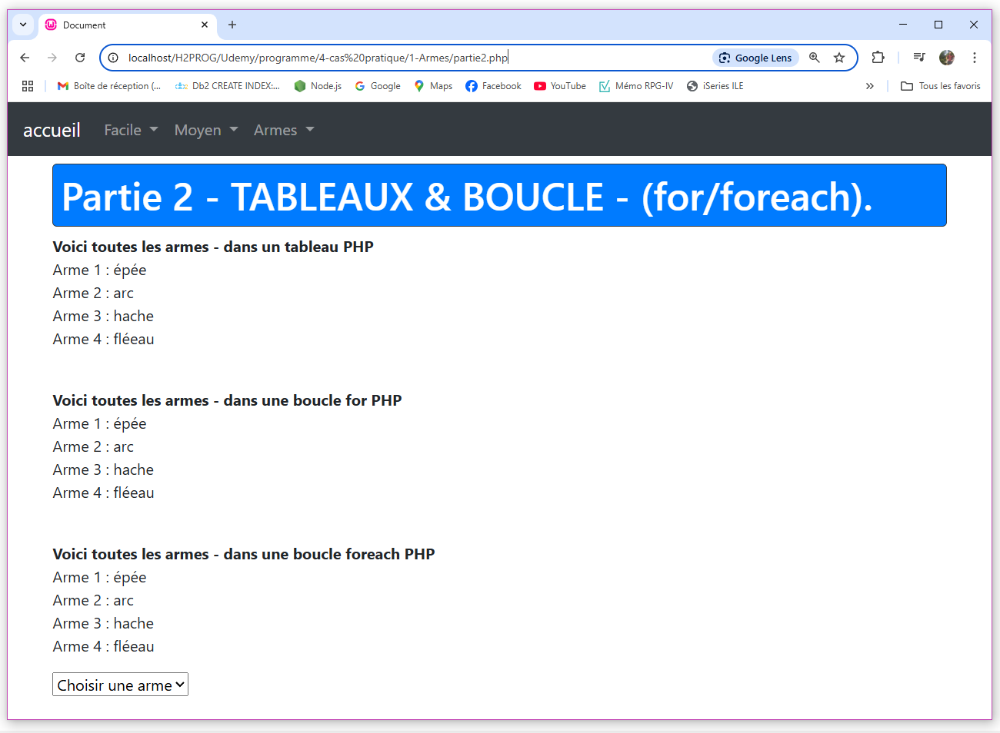 Document
localhost/H2PROG/Udemy/programme/4-cas%20pratique/1-Armes/partie2.php
Google Lens
Boîte de réception (... Db2 CREATE INDEX:... Node.js Google Maps Facebook YouTube Mémo RPG-IV iSeries ILE » Tous les favoris
accueil Facile Moyen Armes
Partie 2 - TABLEAUX & BOUCLE - (for/foreach).
Voici toutes les armes - dans un tableau PHP
Arme 1 : épée
Arme 2 : arc
Arme 3 : hache
Arme 4 : fléeau
Voici toutes les armes - dans une boucle for PHP
Arme 1 : épée
Arme 2 : arc
Arme 3 : hache
Arme 4 : fléeau
Voici toutes les armes - dans une boucle foreach PHP
Arme 1 : épée
Arme 2 : arc
Arme 3 : hache
Arme 4 : fléeau
Choisir une arme